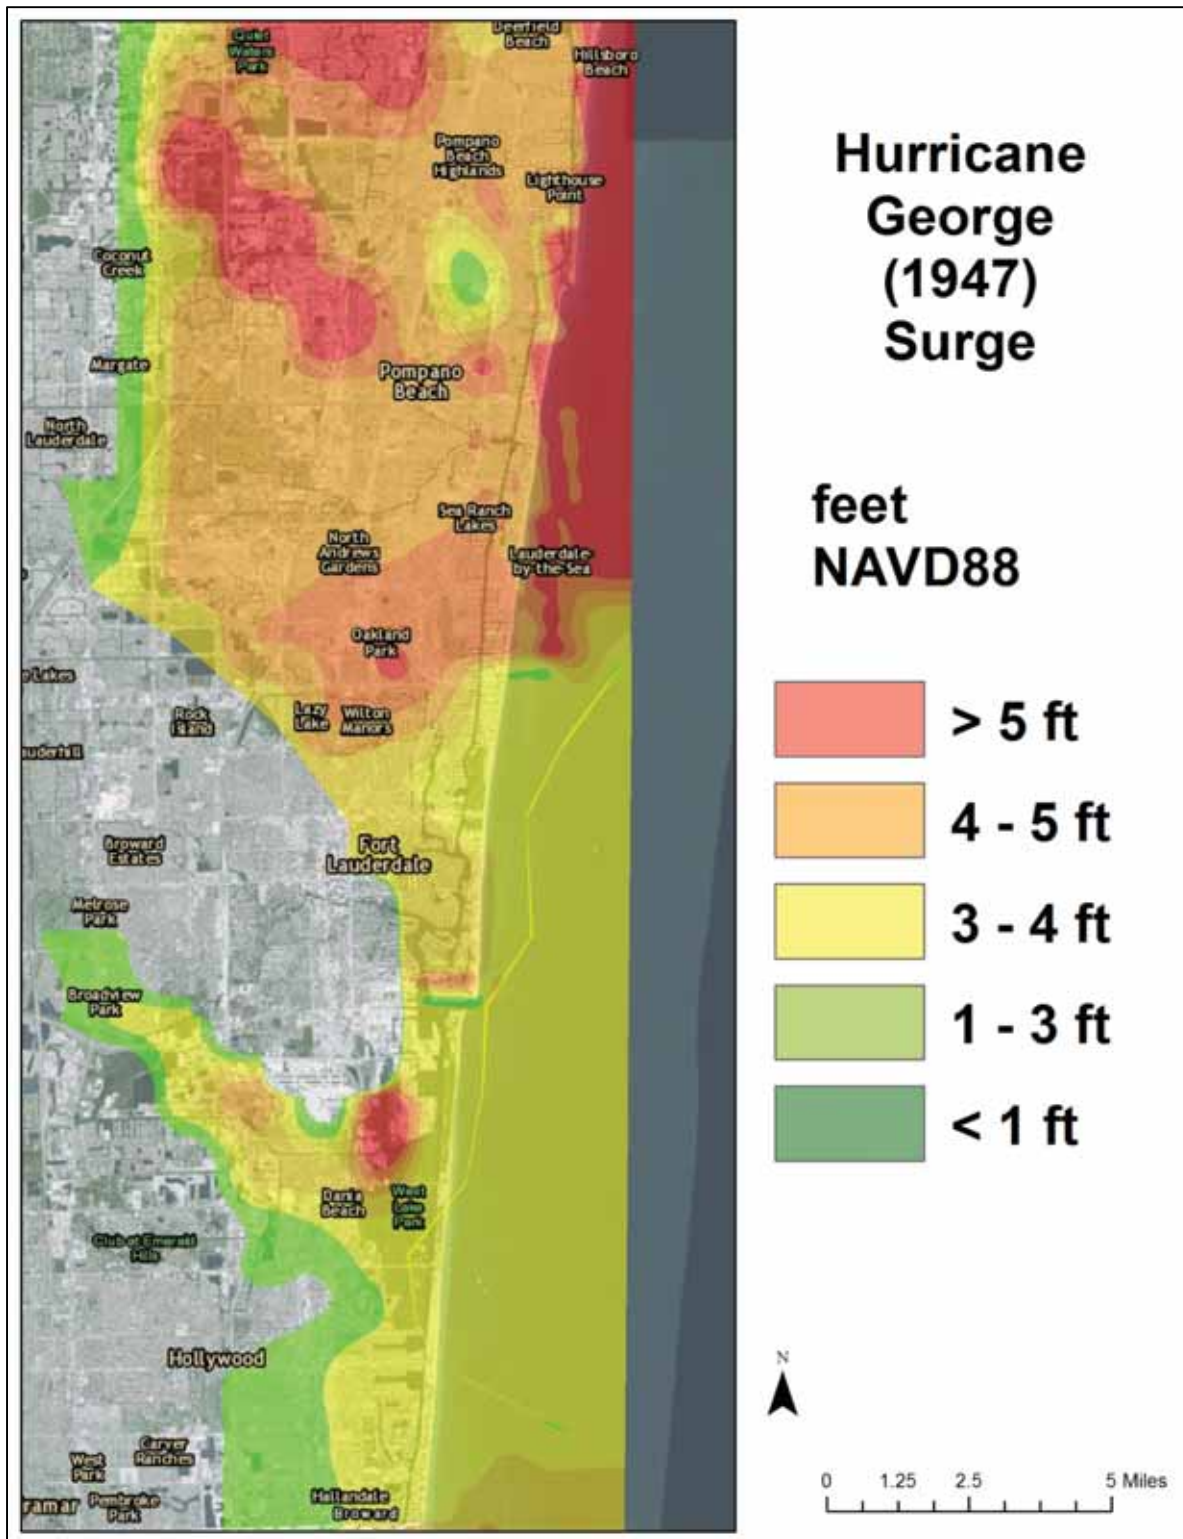 Quiet
Waters
Park
Deerfield
Beach
Hillsboro
Beach
Pompano
Beach
Highlands
Lighthouse
Point
Coconut
Creek
Margate
Pompano
Beach
North
Lauderdale
Sea Ranch
Lakes
North
Andrews
Gardens
Lauderdale-
by-the-Sea
Oakland
Park
e Lakes
Rock
Island
Lazy
Lake
Wilton
Manors
auderhill
Broward
Estates
Fort
Lauderdale
Melrose
Park
Broadview
Park
Dania
Beach
West
Lake
Park
Club at Emerald
Hills
Hollywood
West
Park
Carver
Ranches
ramar
Pembroke
Park
Hallandale
Broward
Hurricane
George
(1947)
Surge
feet
NAVD88
> 5 ft
4 - 5 ft
3 - 4 ft
1 - 3 ft
< 1 ft
N
0 1.25 2.5 5 Miles